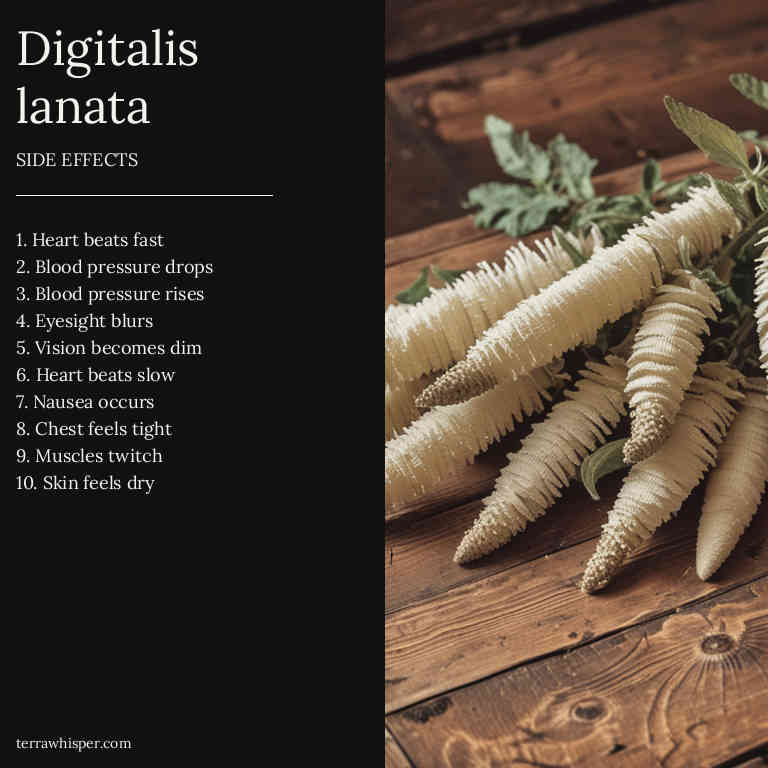 Digitalis
lanata
SIDE EFFECTS
1. Heart beats fast
2. Blood pressure drops
3. Blood pressure rises
4. Eyesight blurs
5. Vision becomes dim
6. Heart beats slow
7. Nausea occurs
8. Chest feels tight
9. Muscles twitch
10. Skin feels dry
terrawhisper.com